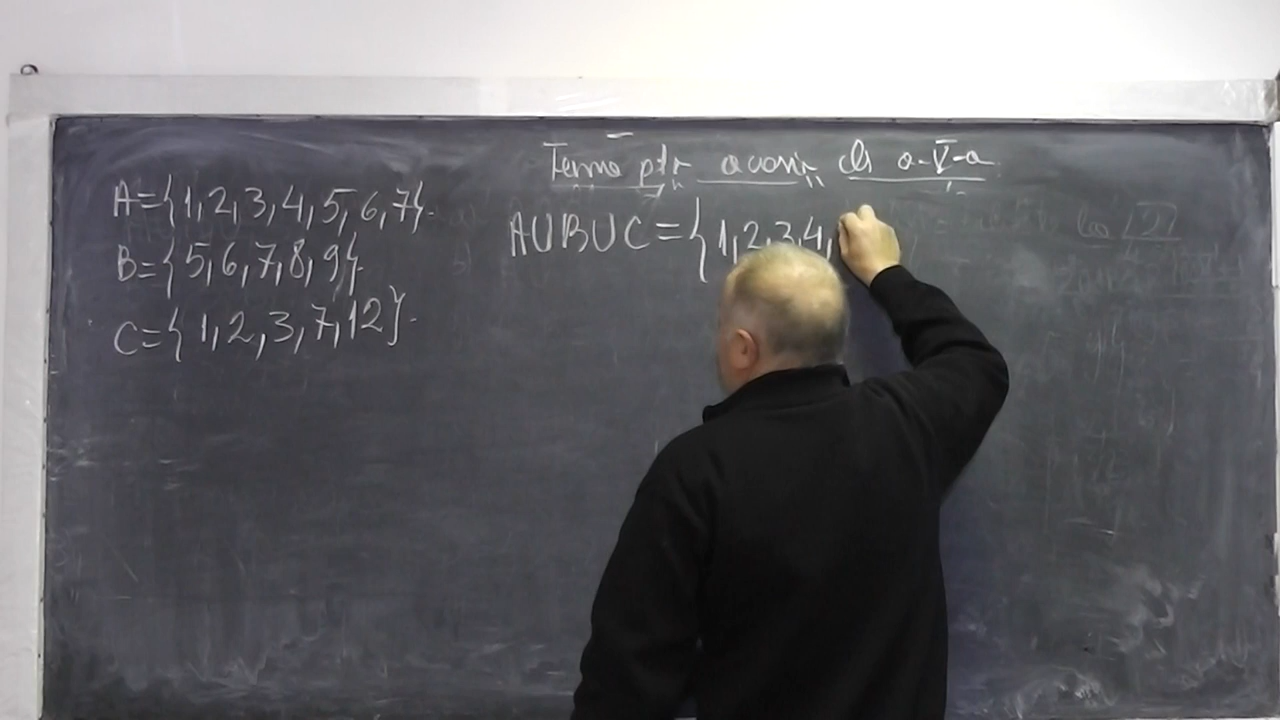 Temă ptr acasă cls a-V-a
A={1,2,3,4,5,6,7}.
B={5,6,7,8,9}.
C={1,2,3,7,12}.
AUBUC={1,2,3,4,